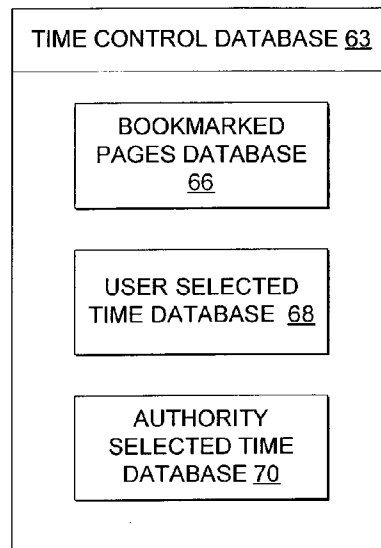 TIME CONTROL DATABASE 63
BOOKMARKED
PAGES DATABASE
66
USER SELECTED
TIME DATABASE 68
AUTHORITY
SELECTED TIME
DATABASE 70